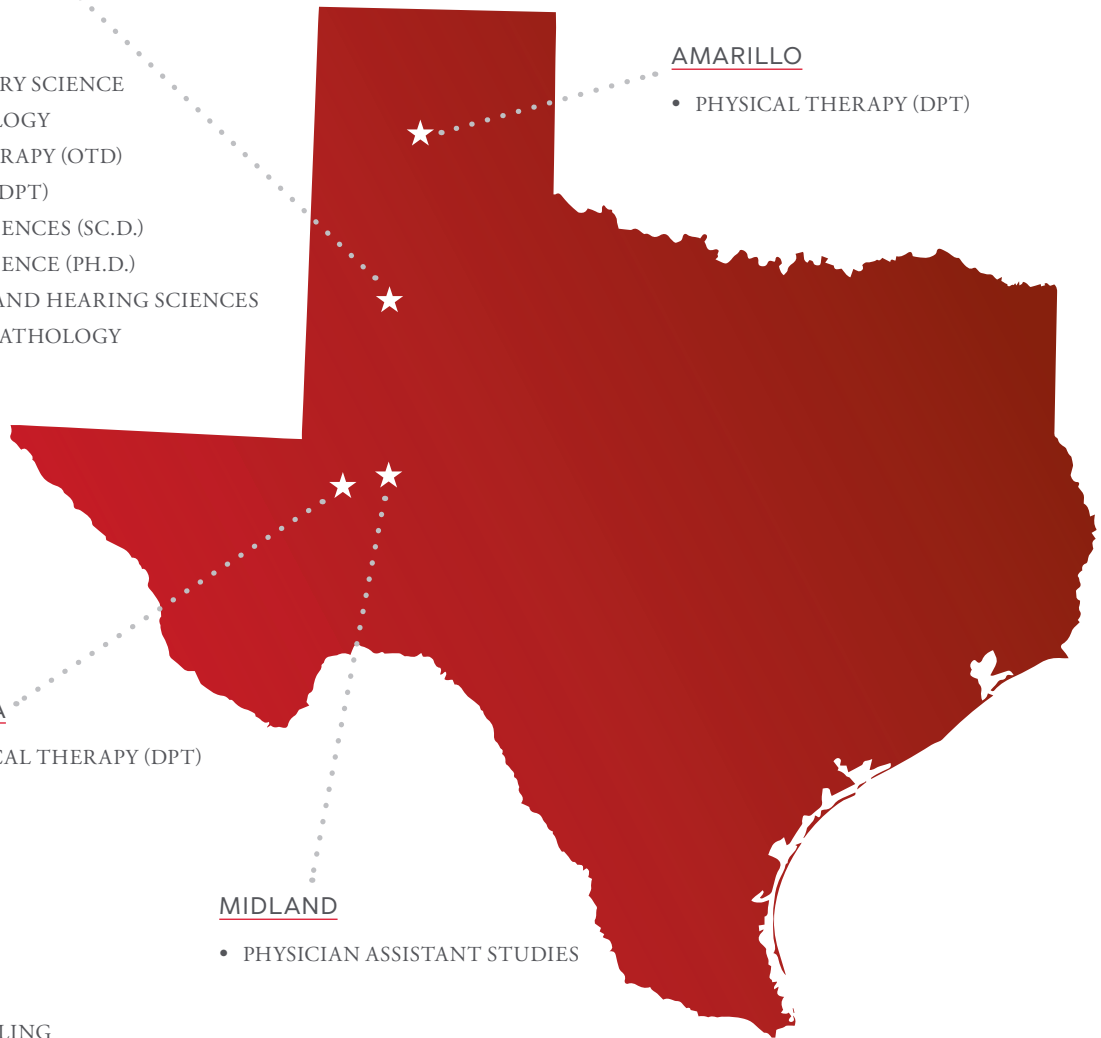 AMARILLO
• PHYSICAL THERAPY (DPT)
RY SCIENCE
LOGY
RAPY (OTD)
DPT)
ENCES (SC.D.)
ENCE (PH.D.)
AND HEARING SCIENCES
ATHOLOGY
A
CAL THERAPY (DPT)
MIDLAND
• PHYSICIAN ASSISTANT STUDIES
LING